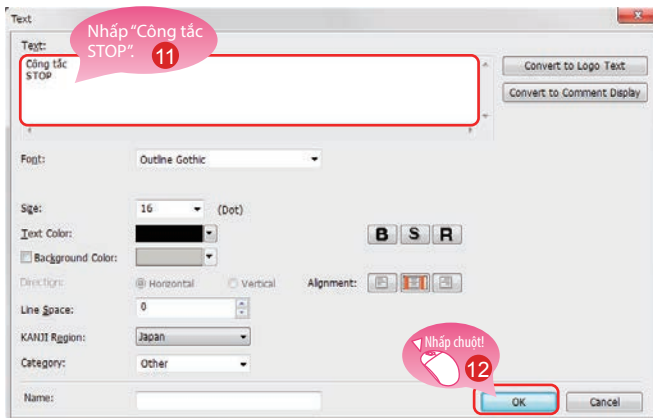 Text
Nhấp "Công tắc
STOP".
11
Text:
Công tắc
STOP
Convert to Logo Text
Convert to Comment Display
Font:
Outline Gothic
Size:
16
(Dot)
Text Color:
B S R
Background Color:
Direction:
Horizontal
Vertical
Alignment:
Line Space:
0
KANJI Region:
Japan
Category:
Other
Nhấp chuột!
12
Name:
OK
Cancel